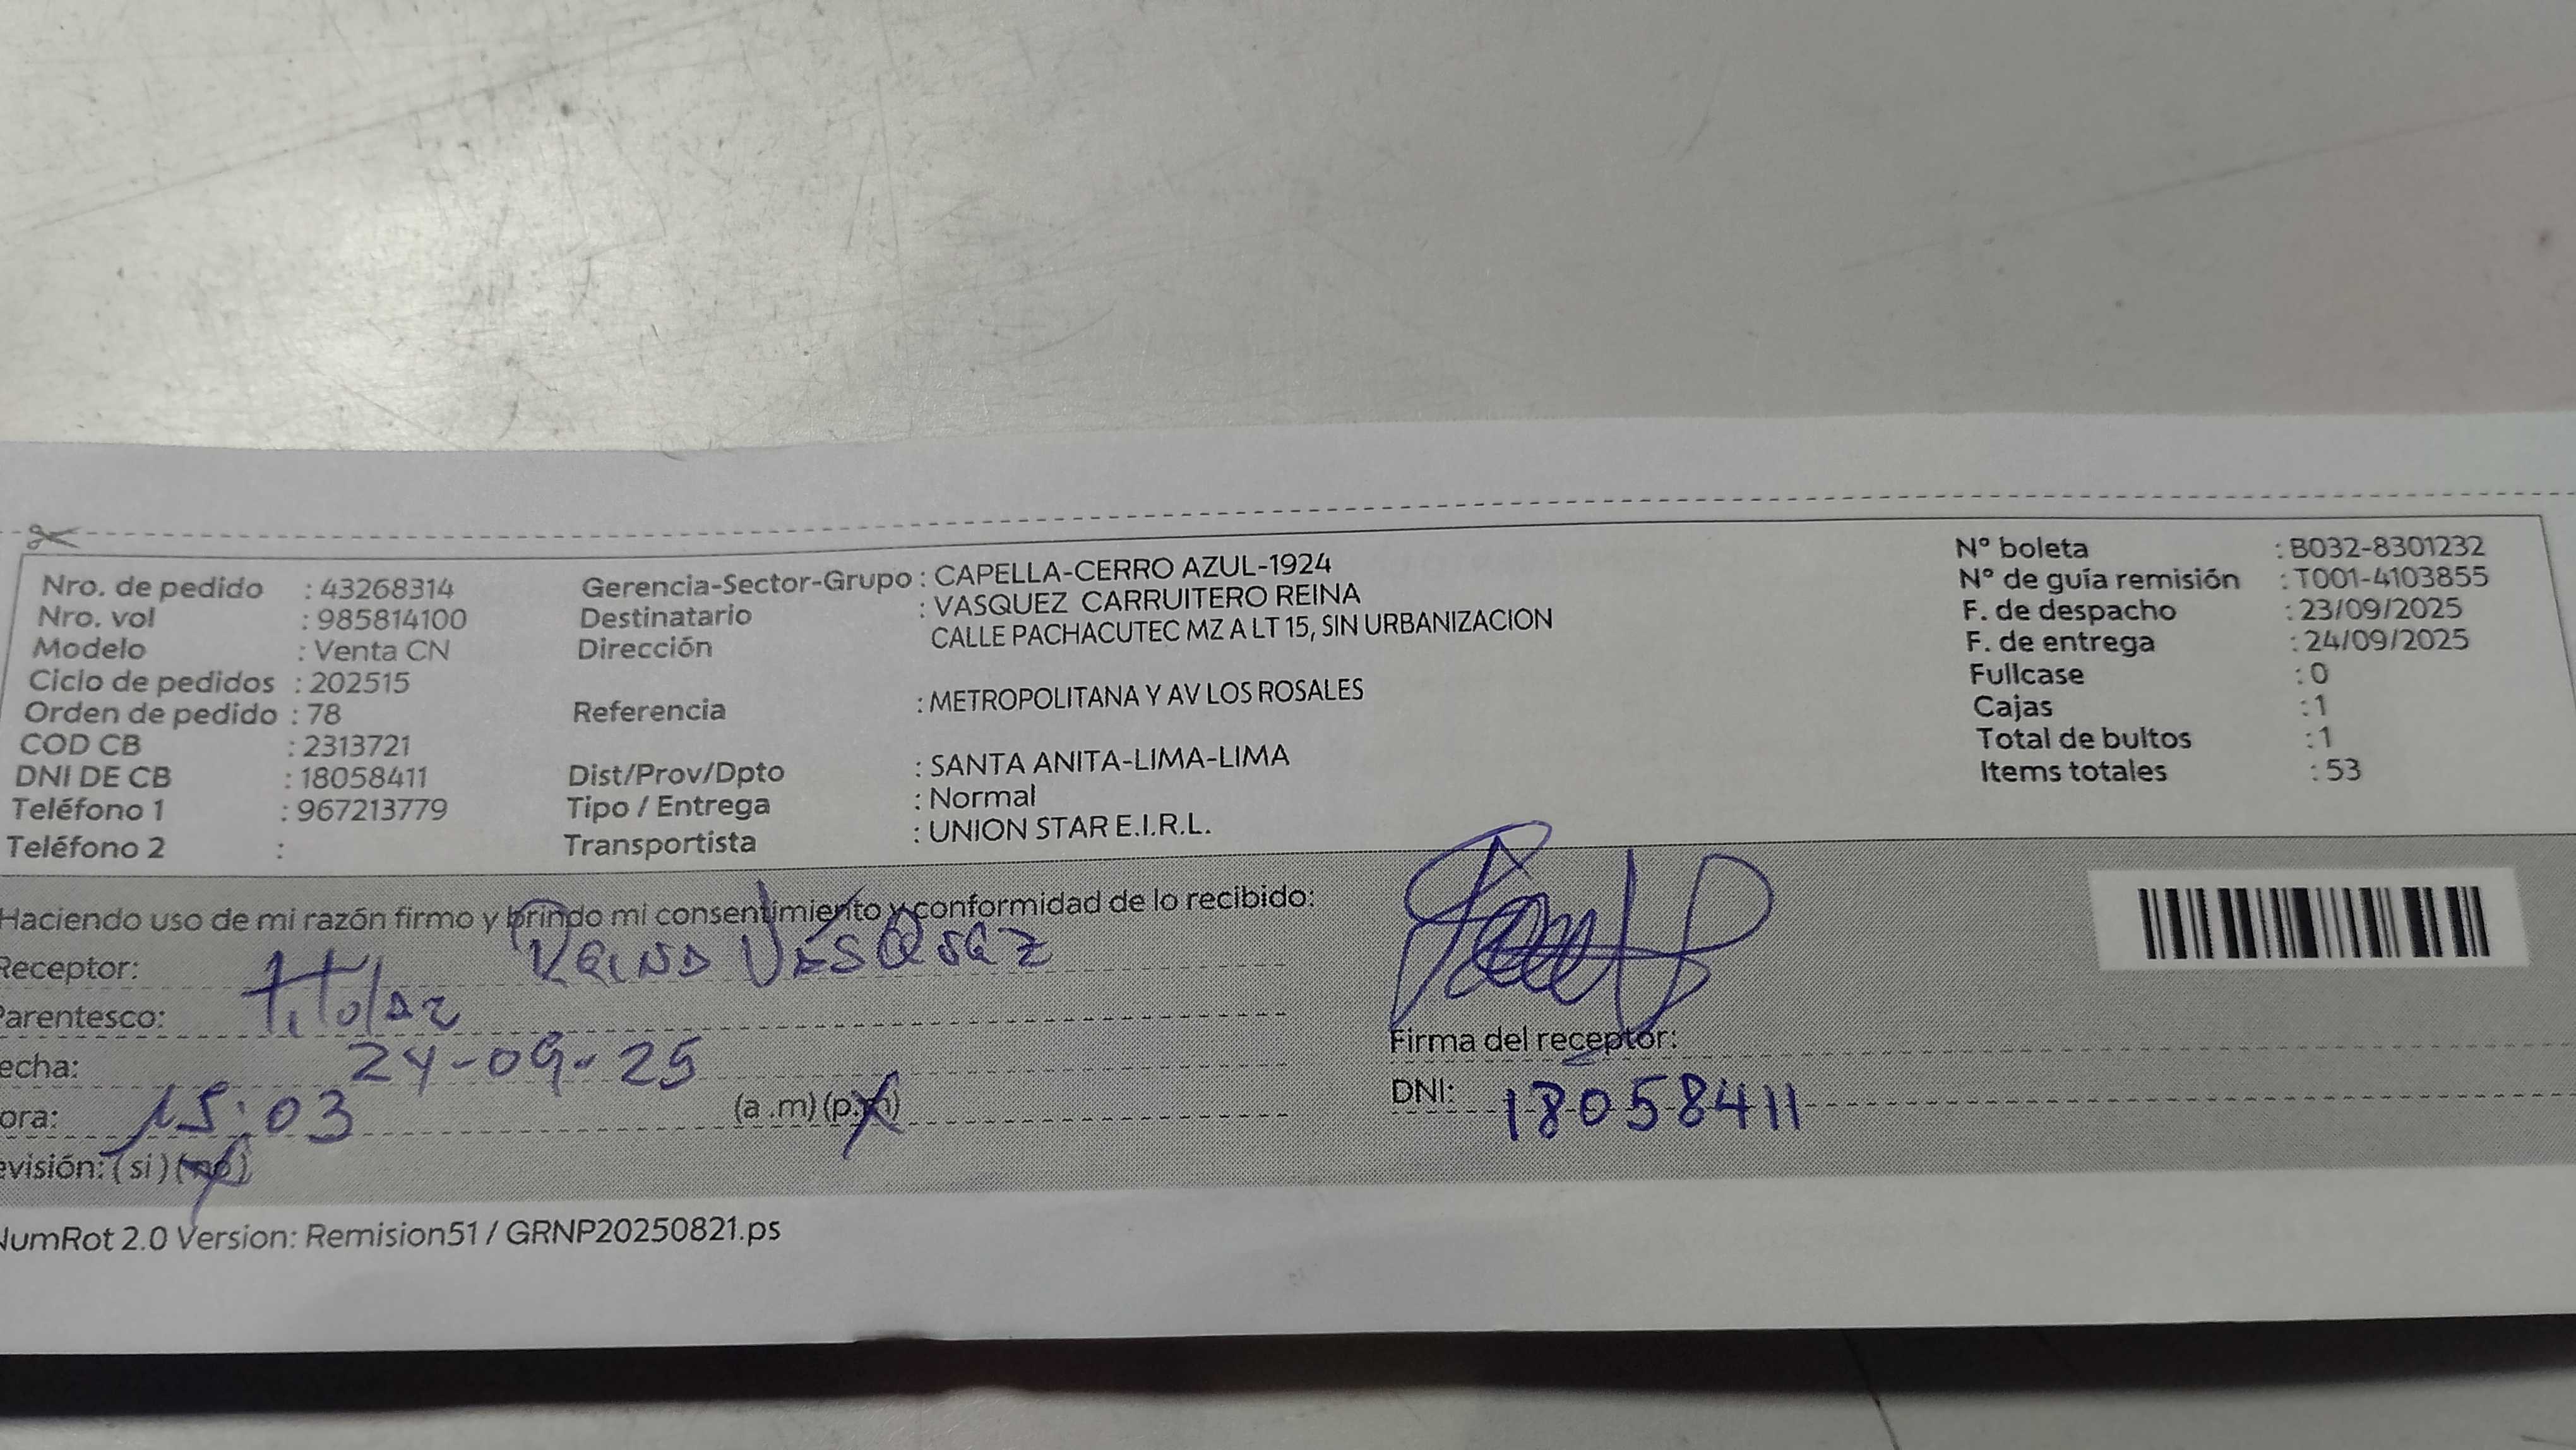 Nro. de pedido : 43268314
Nro. vol : 985814100
Modelo : Venta CN
Ciclo de pedidos : 202515
Orden de pedido : 78
COD CB : 2313721
DNI DE CB : 18058411
Teléfono 1 : 967213779
Teléfono 2 :
Gerencia-Sector-Grupo : CAPELLA-CERRO AZUL-1924
Destinatario : VASQUEZ CARRUITERO REINA
Dirección CALLE PACHACUTEC MZ A LT 15, SIN URBANIZACION
Referencia : METROPOLITANA Y AV LOS ROSALES
Dist/Prov/Dpto : SANTA ANITA-LIMA-LIMA
Tipo / Entrega : Normal
Transportista : UNION STAR E.I.R.L.
N° boleta : B032-8301232
N° de guía remisión : T001-4103855
F. de despacho : 23/09/2025
F. de entrega : 24/09/2025
Fullcase : 0
Cajas : 1
Total de bultos : 1
Items totales : 53
Haciendo uso de mi razón firmo y brindo mi consentimiento y conformidad de lo recibido:
Receptor: Reina Vasquez
Parentesco: Titular
echa: 24-09-25
ora: 15:03 (a .m) (p.m)
evisión: (si) (no)
Firma del receptor:
DNI: 18058411
NumRot 2.0 Version: Remision51 / GRNP20250821.ps